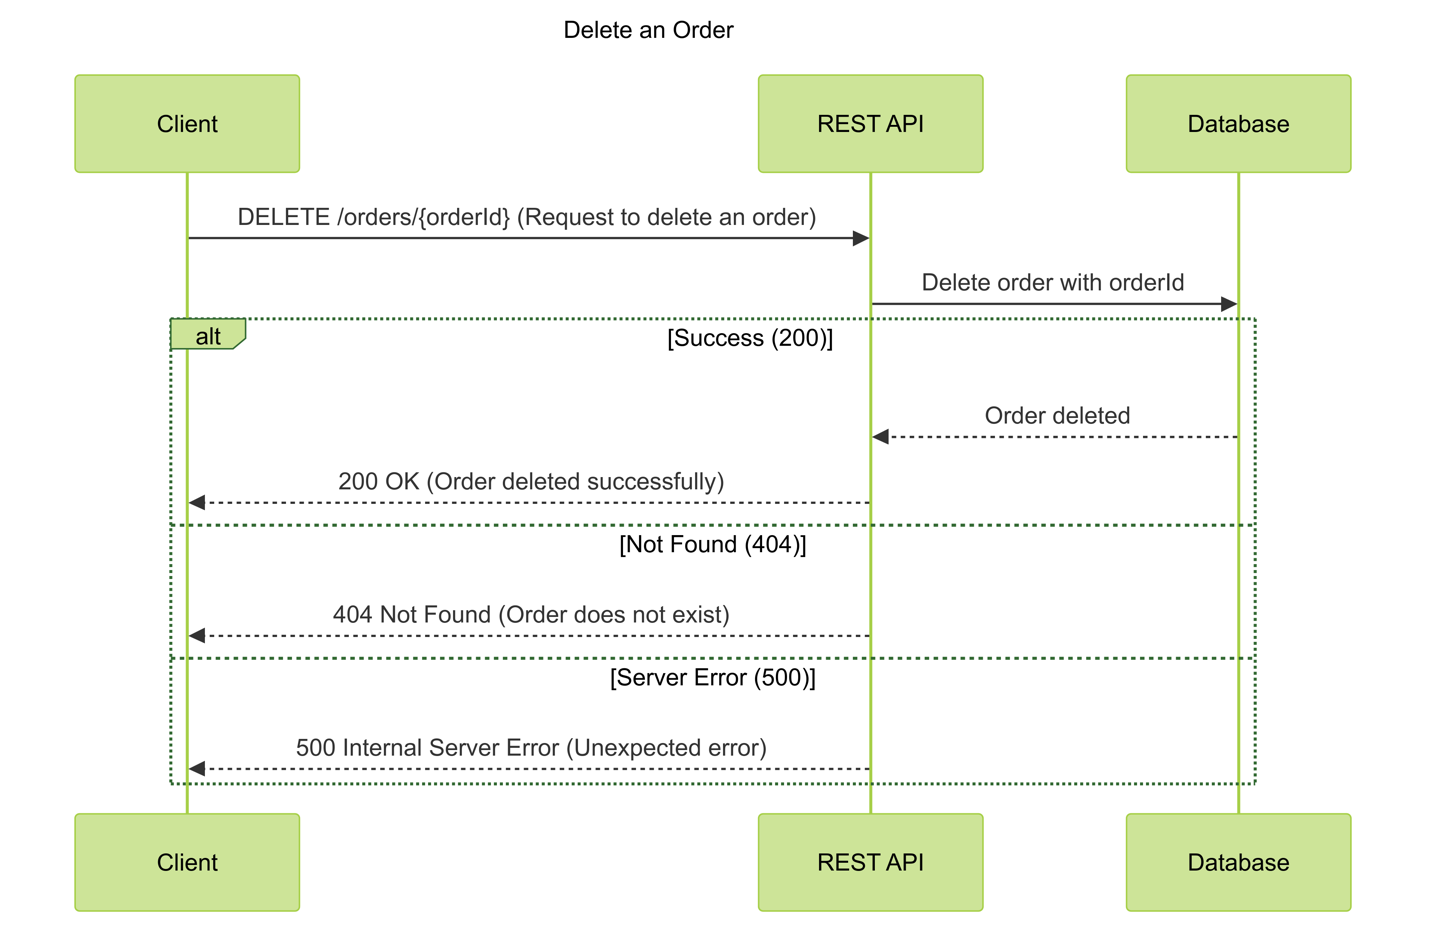 Delete an Order
Client
REST API
Database
DELETE /orders/{orderId} (Request to delete an order)
Delete order with orderId
alt
[Success (200)]
Order deleted
200 OK (Order deleted successfully)
[Not Found (404)]
404 Not Found (Order does not exist)
[Server Error (500)]
500 Internal Server Error (Unexpected error)
Client
REST API
Database